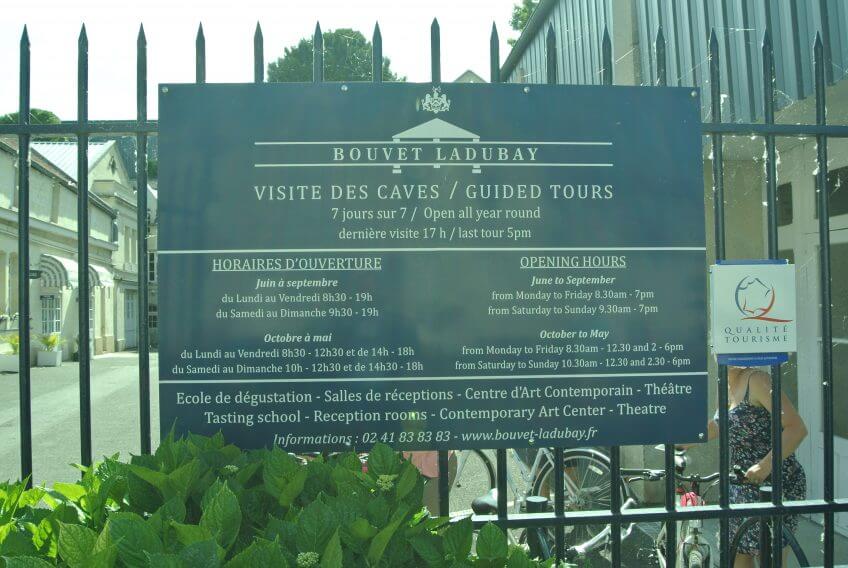 BOUVET LADUBAY
VISITE DES CAVES / GUIDED TOURS
7 jours sur 7 / Open all year round
dernière visite 17 h / last tour 5pm
HORAIRES D'OUVERTURE
Juin à septembre
du Lundi au Vendredi 8h30 - 19h
du Samedi au Dimanche 9h30 - 19h
Octobre à mai
du Lundi au Vendredi 8h30 - 12h30 et de 14h - 18h
du Samedi au Dimanche 10h - 12h30 et de 14h30 - 18h
OPENING HOURS
June to September
from Monday to Friday 8.30am - 7pm
from Saturday to Sunday 9.30am - 7pm
October to May
from Monday to Friday 8.30am - 12.30 and 2 - 6pm
from Saturday to Sunday 10.30am - 12.30 and 2.30 - 6pm
Ecole de dégustation - Salles de réceptions - Centre d'Art Contemporain - Théâtre
Tasting school - Reception rooms - Contemporary Art Center - Theatre
Informations : 02 41 83 83 83 - www.bouvet-ladubay.fr
QUALITÉ
TOURISME